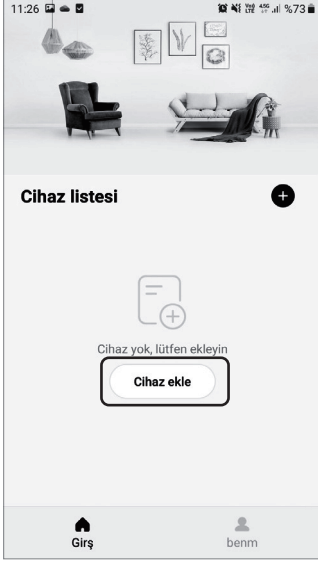 11:26 %73
Cihaz listesi
Cihaz yok, lütfen ekleyin
Cihaz ekle
Girş
benm